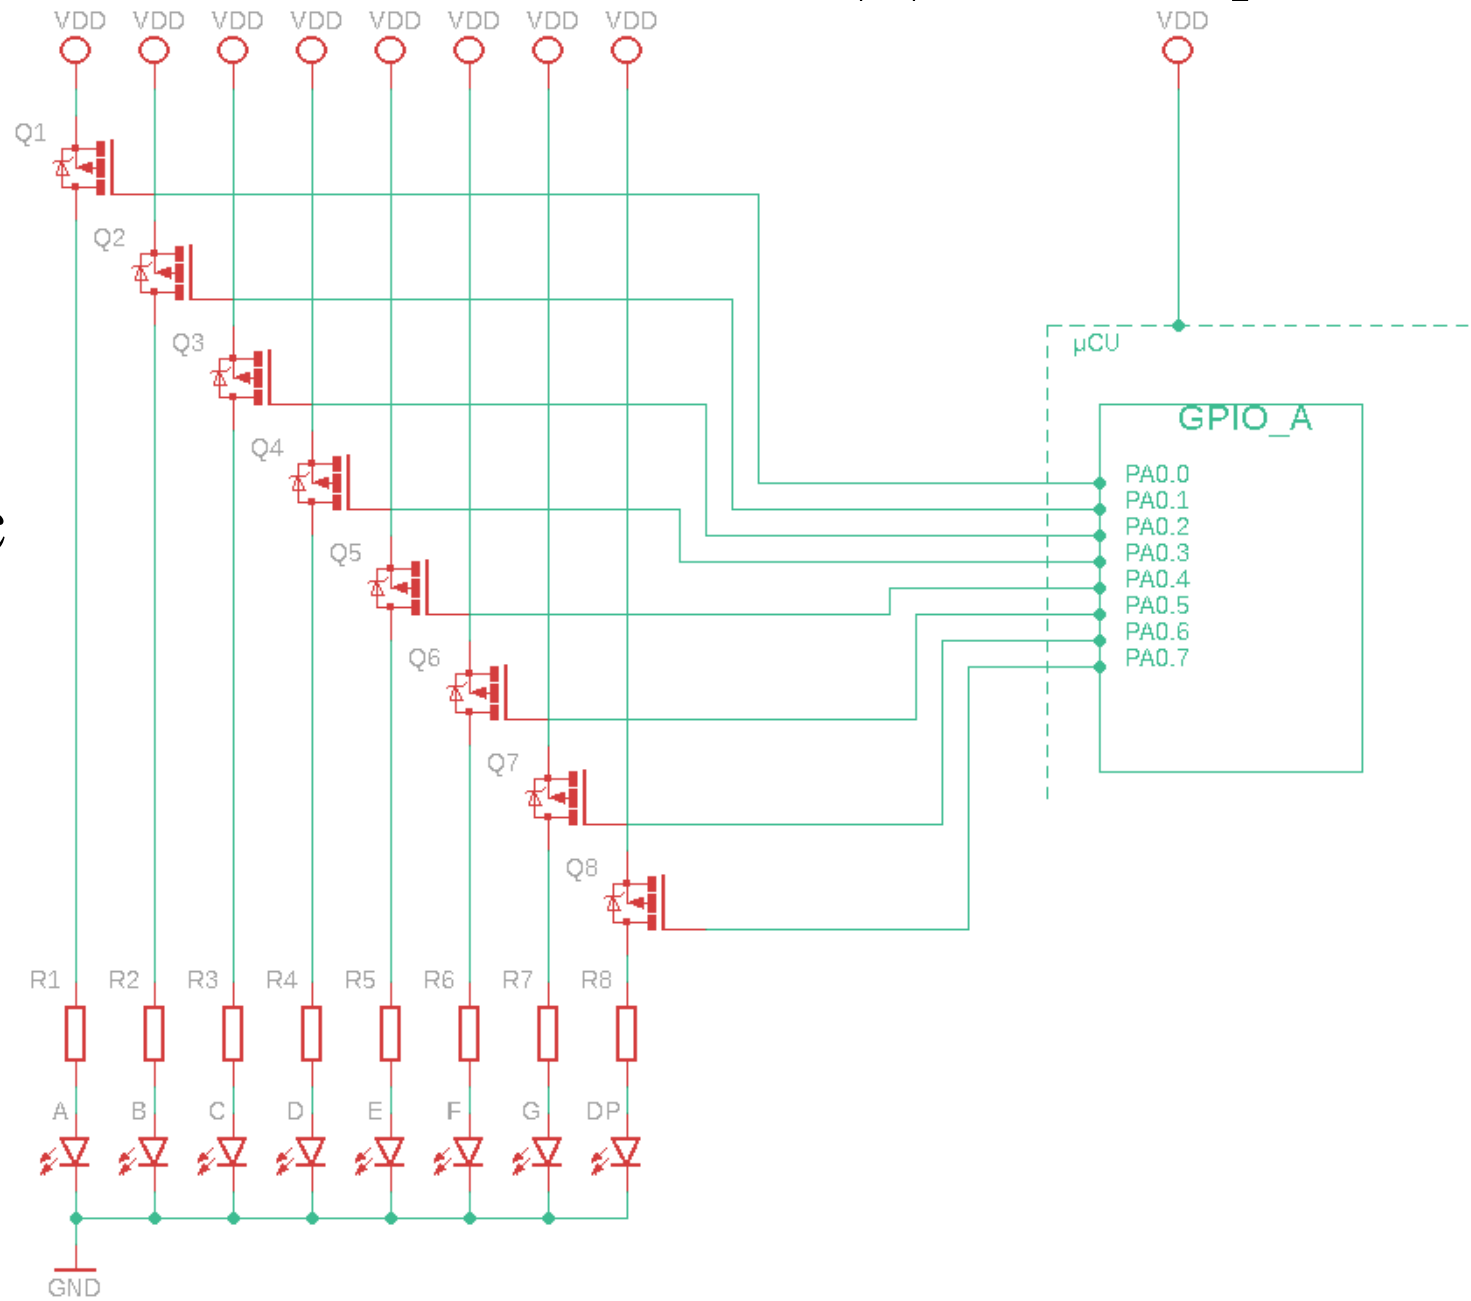 VDD VDD VDD VDD VDD VDD VDD VDD VDD
Q1
Q2
Q3
µCU
GPIO_A
Q4
PA0.0
PA0.1
PA0.2
Q5
PA0.3
PA0.4
PA0.5
PA0.6
Q6
PA0.7
Q7
Q8
R1 R2 R3 R4 R5 R6 R7 R8
A B C D E F G DP
GND